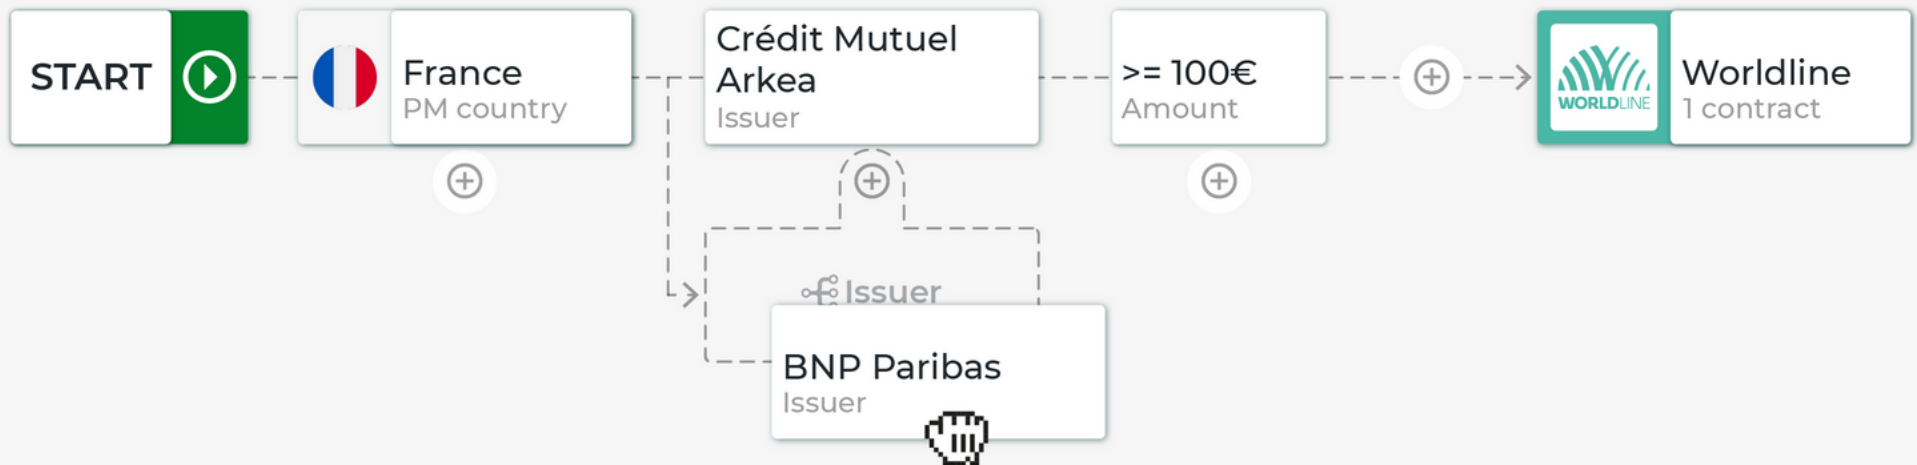 START
France
PM country
Crédit Mutuel
Arkea
Issuer
>= 100€
Amount
WORLDLINE
Worldline
1 contract
Issuer
BNP Paribas
Issuer